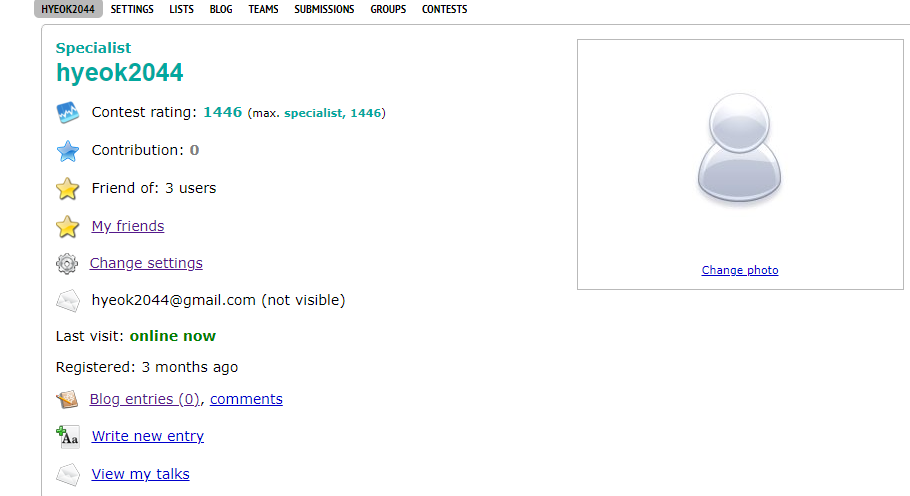 HYEOK2044 SETTINGS LISTS BLOG TEAMS SUBMISSIONS GROUPS CONTESTS
Specialist
hyeok2044
Contest rating: 1446 (max. specialist, 1446)
Contribution: 0
Friend of: 3 users
My friends
Change settings
hyeok2044@gmail.com (not visible)
Last visit: online now
Registered: 3 months ago
Blog entries (0), comments
Aa Write new entry
View my talks
Change photo